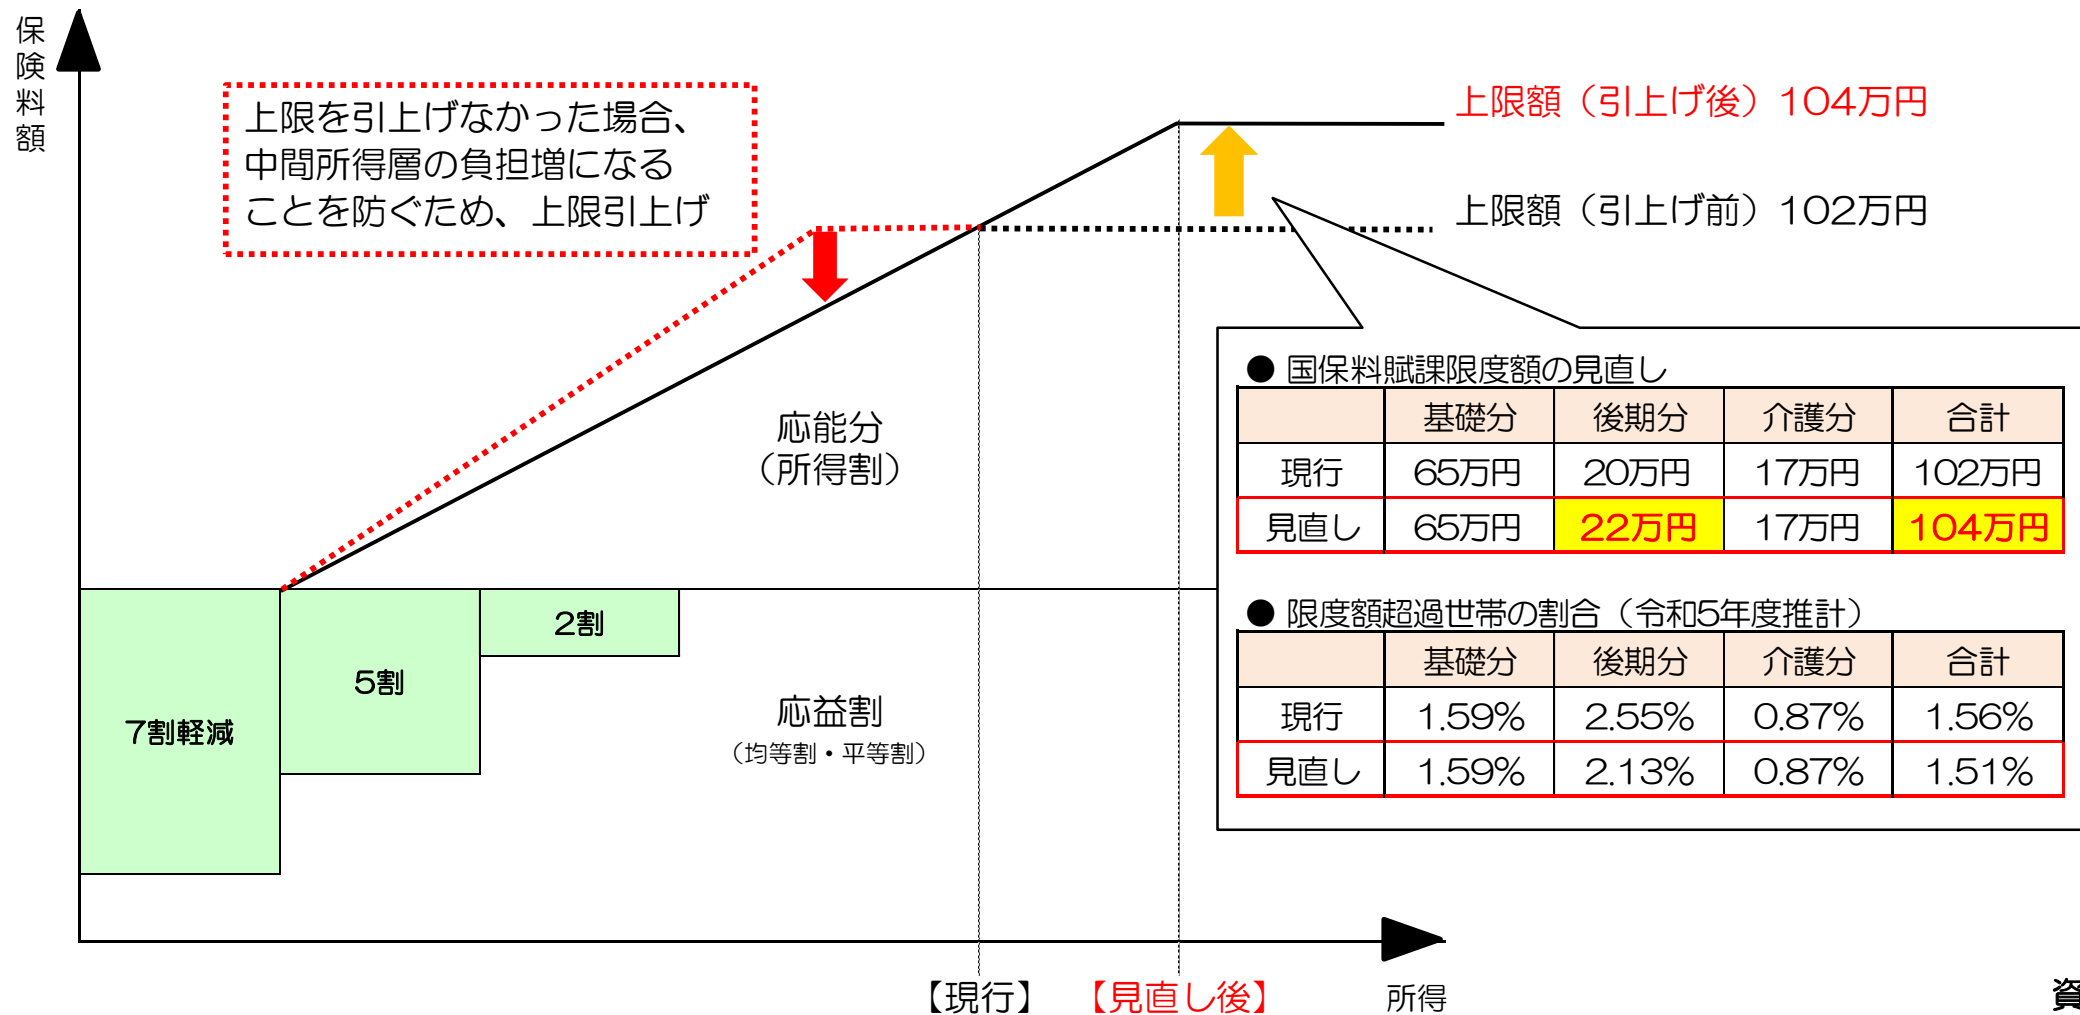 保険料額
上限を引上げなかった場合、
中間所得層の負担増になる
ことを防ぐため、上限引上げ
上限額（引上げ後）104万円
上限額（引上げ前）102万円
● 国保料賦課限度額の見直し
基礎分 後期分 介護分 合計
現行 65万円 20万円 17万円 102万円
見直し 65万円 22万円 17万円 104万円
● 限度額超過世帯の割合（令和5年度推計）
基礎分 後期分 介護分 合計
現行 1.59% 2.55% 0.87% 1.56%
見直し 1.59% 2.13% 0.87% 1.51%
応能分
（所得割）
2割
5割
7割軽減
応益割
（均等割・平等割）
【現行】
【見直し後】
所得
資